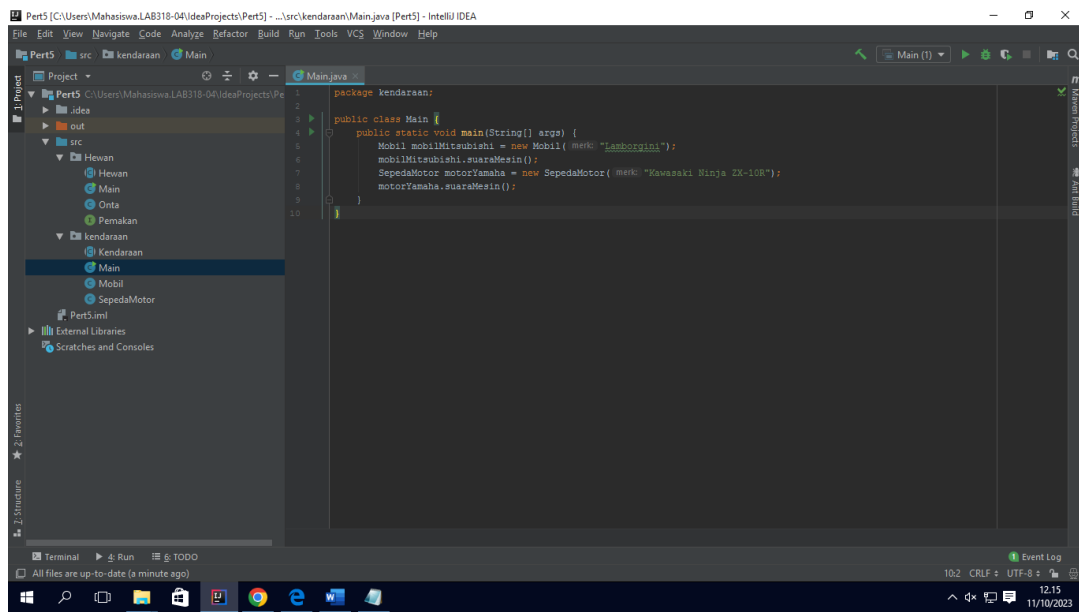 Pert5 [C:\Users\Mahasiswa.LAB318-04\IdeaProjects\Pert5] - ...\src\kendaraan\Main.java [Pert5] - IntelliJ IDEA
File Edit View Navigate Code Analyze Refactor Build Run Tools VCS Window Help
Pert5 src kendaraan Main
Main (1)
Project
Main.java
Pert5 C:\Users\Mahasiswa.LAB318-04\IdeaProjects\Pe
.idea
out
src
Hewan
Hewan
Main
Onta
Pemakan
kendaraan
Kendaraan
Main
Mobil
SepedaMotor
Pert5.iml
External Libraries
Scratches and Consoles
1 package kendaraan;
2
3 public class Main {
4 public static void main(String[] args) {
5 Mobil mobilMitsubishi = new Mobil( merk: "Lamborgini");
6 mobilMitsubishi.suaraMesin();
7 SepedaMotor motorYamaha = new SepedaMotor( merk: "Kawasaki Ninja ZX-10R");
8 motorYamaha.suaraMesin();
9 }
10 }
1: Project
2: Favorites
7: Structure
Maven Projects
Ant Build
Terminal 4: Run 6: TODO
1 Event Log
All files are up-to-date (a minute ago)
10:2 CRLF UTF-8
12.15
11/10/2023